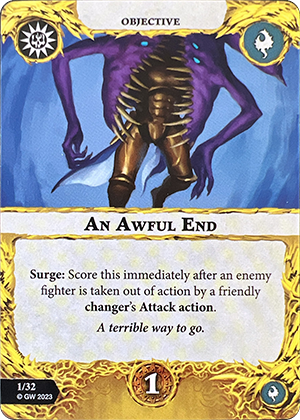 OBJECTIVE
AN AWFUL END
Surge: Score this immediately after an enemy
fighter is taken out of action by a friendly
changer's Attack action.
A terrible way to go.
1/32
© GW 2023
1